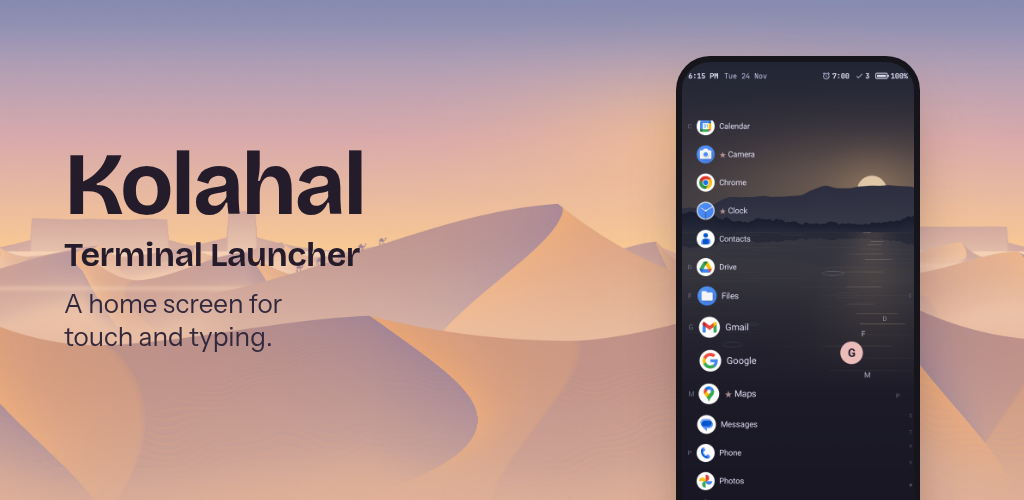 Kolahal
Terminal Launcher
A home screen for
touch and typing.
6:15 PM Tue 24 Nov 7:00 3 100%
Calendar
★ Camera
Chrome
★ Clock
Contacts
D Drive
F Files
G Gmail
Google
M ★ Maps
Messages
P Phone
Photos
D
F
G
M
P